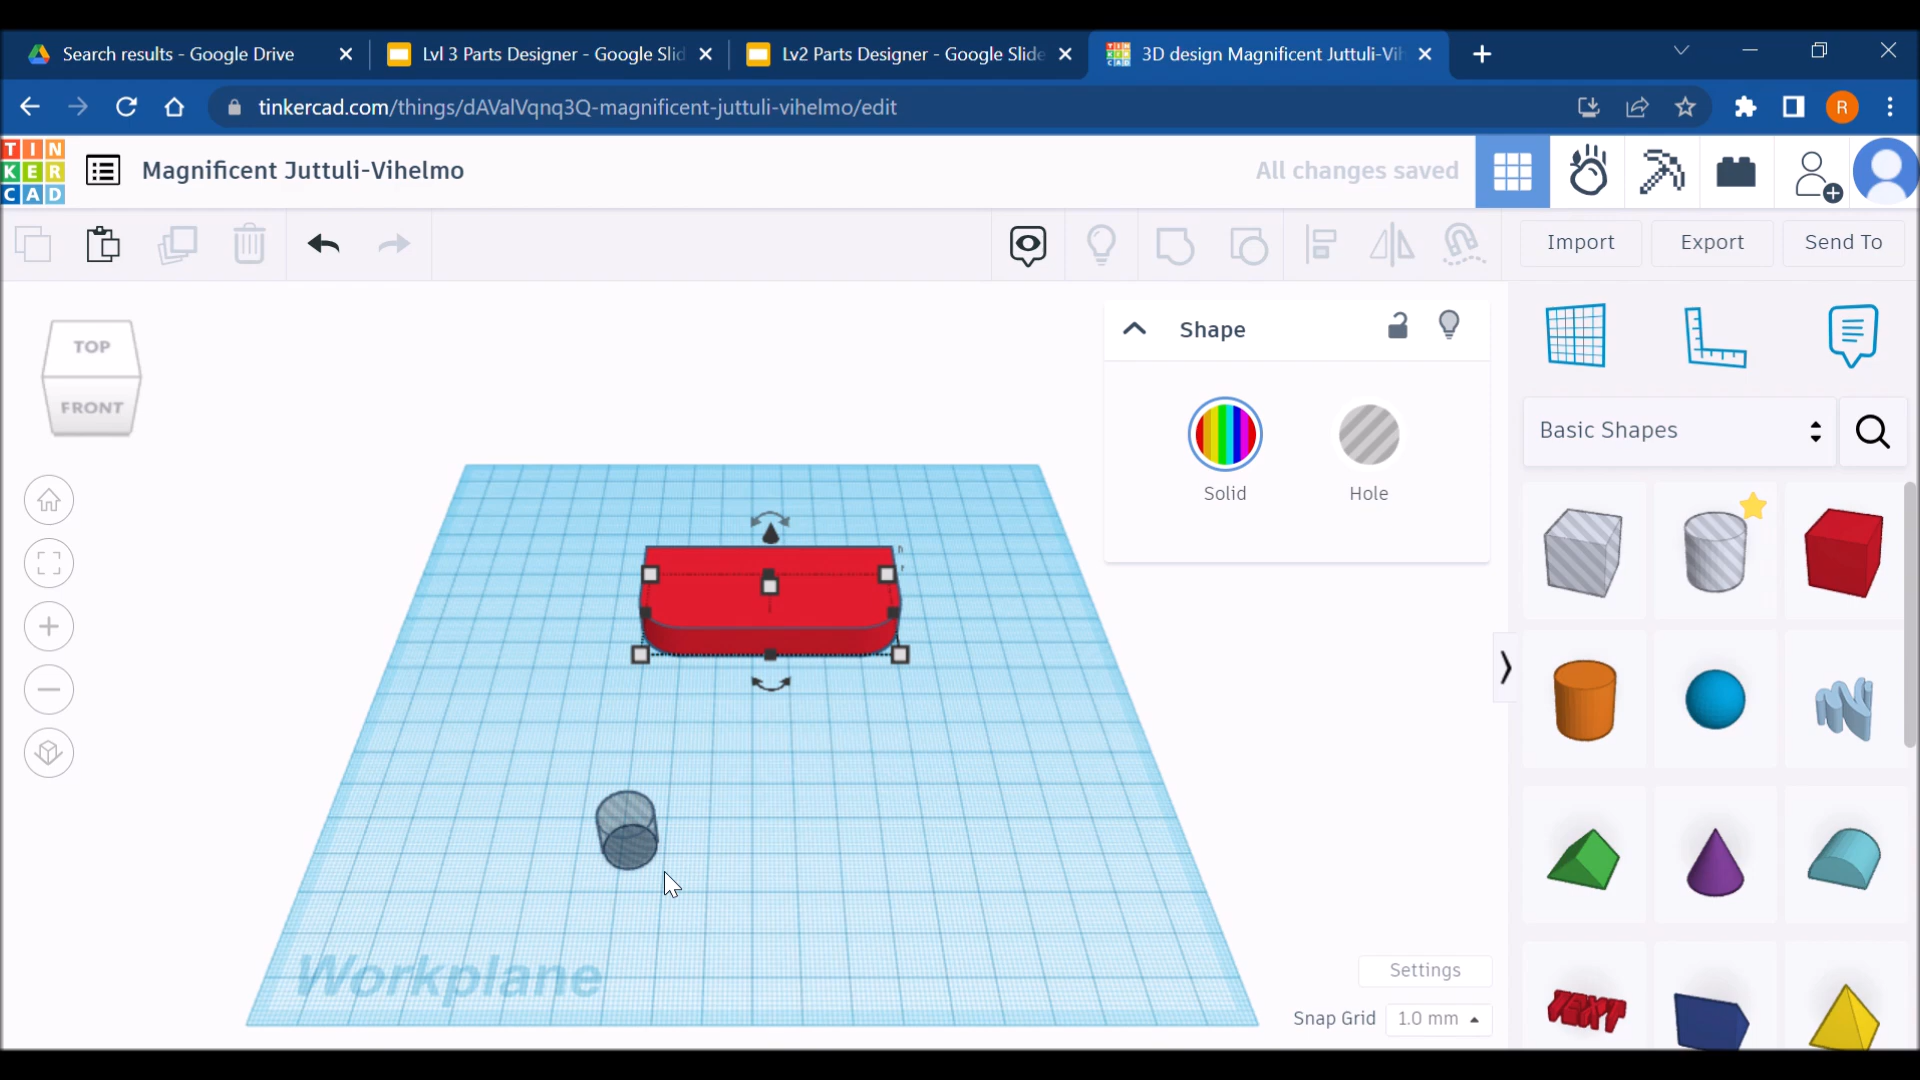 Search results - Google Drive
Lvl 3 Parts Designer - Google Slid
Lv2 Parts Designer - Google Slide
3D design Magnificent Juttuli-Vih
tinkercad.com/things/dAValVqnq3Q-magnificent-juttuli-vihelmo/edit
R
TIN
KER
CAD
Magnificent Juttuli-Vihelmo
All changes saved
Import
Export
Send To
TOP
FRONT
Shape
Solid
Hole
Basic Shapes
TEXT
Workplane
Settings
Snap Grid
1.0 mm